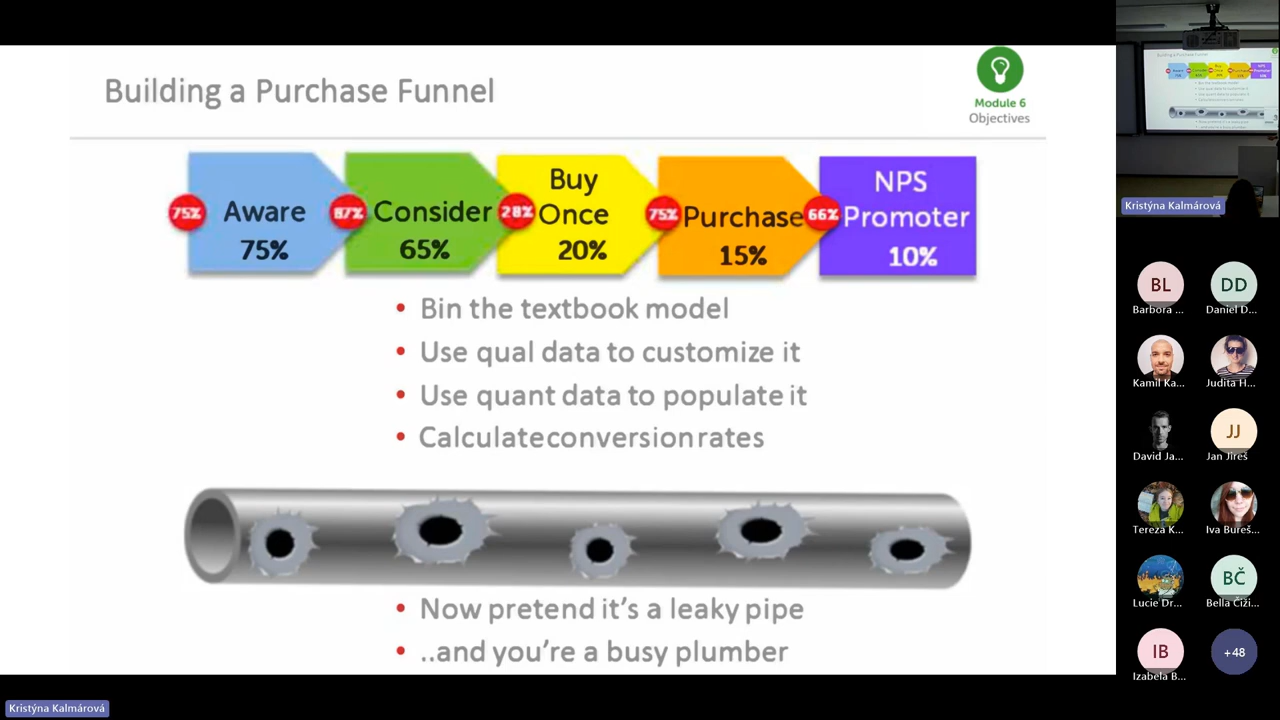 Building a Purchase Funnel
Module 6
Objectives
75%
Aware
75%
87%
Consider
65%
28%
Buy
Once
20%
75%
Purchase
15%
66%
NPS
Promoter
10%
• Bin the textbook model
• Use qual data to customize it
• Use quant data to populate it
• Calculate conversion rates
• Now pretend it's a leaky pipe
• ..and you're a busy plumber
Kristýna Kalmárová
Kristýna Kalmárová
BL
Barbora ...
DD
Daniel D...
Kamil Ka...
Judita H...
David Ja...
JJ
Jan Jireš
Tereza K...
Iva Bureš...
Lucie Dr...
BČ
Bella Číži...
IB
Izabela B...
+48